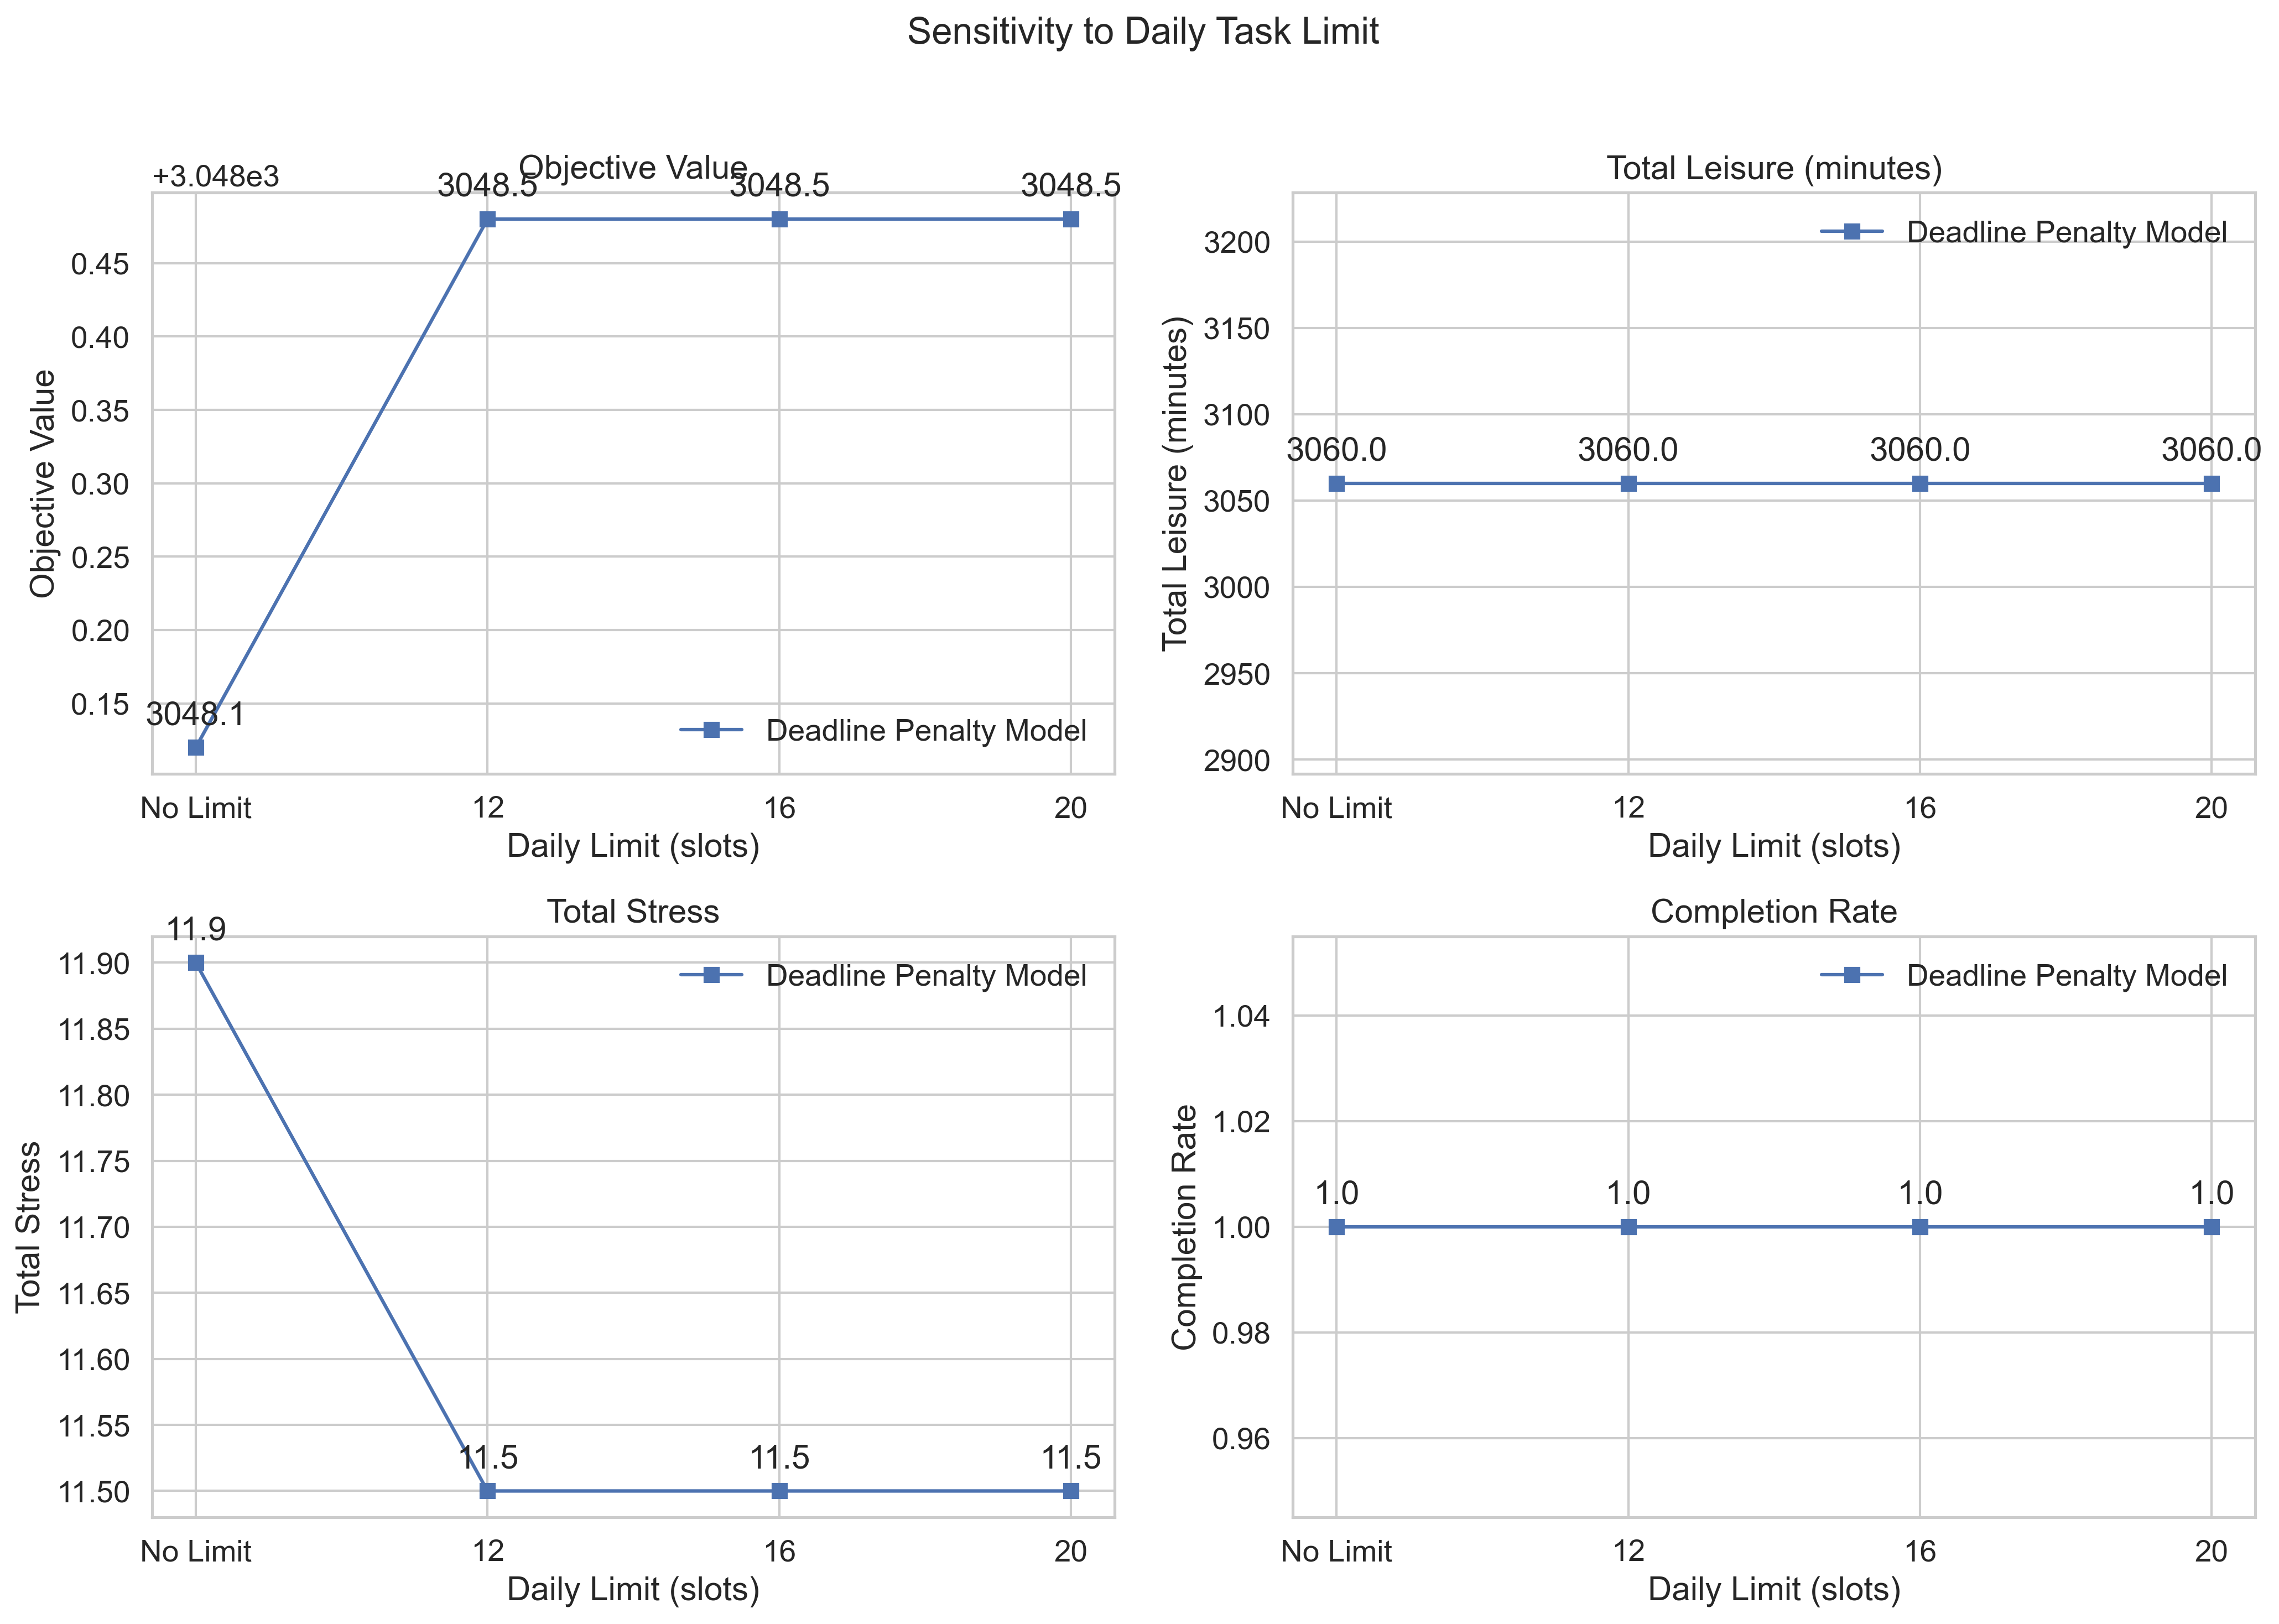 Sensitivity to Daily Task Limit
Objective Value
+3.048e3
3048.5
3048.5
3048.5
0.45
0.40
0.35
0.30
0.25
0.20
0.15
3048.1
Objective Value
Deadline Penalty Model
No Limit
12
16
20
Daily Limit (slots)
Total Leisure (minutes)
Deadline Penalty Model
3200
3150
3100
3050
3000
2950
2900
3060.0
3060.0
3060.0
3060.0
Total Leisure (minutes)
No Limit
12
16
20
Daily Limit (slots)
Total Stress
11.9
Deadline Penalty Model
11.90
11.85
11.80
11.75
11.70
11.65
11.60
11.55
11.50
11.5
11.5
11.5
Total Stress
No Limit
12
16
20
Daily Limit (slots)
Completion Rate
Deadline Penalty Model
1.04
1.02
1.00
0.98
0.96
1.0
1.0
1.0
1.0
Completion Rate
No Limit
12
16
20
Daily Limit (slots)